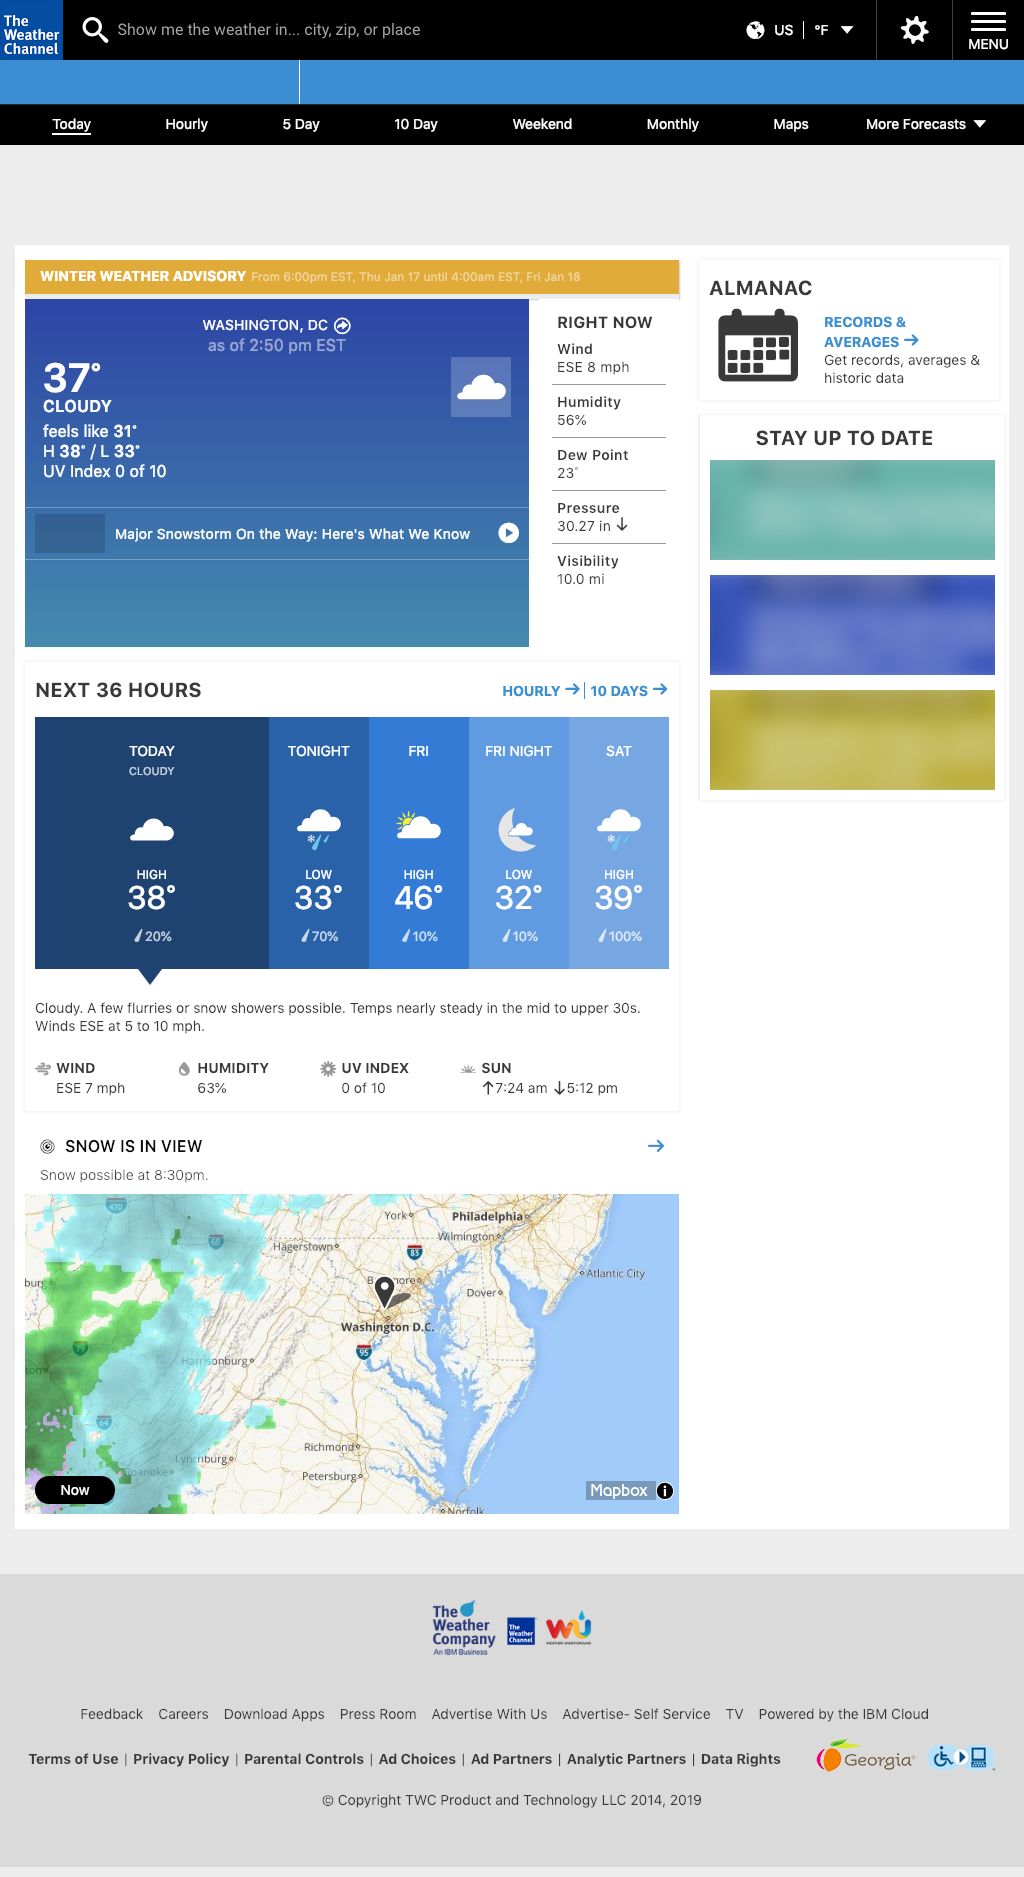 The
Weather
Channel
Show me the weather in... city, zip, or place
US
°F
MENU
Today
Hourly
5 Day
10 Day
Weekend
Monthly
Maps
More Forecasts
WINTER WEATHER ADVISORY From 6:00pm EST, Thu Jan 17 until 4:00am EST, Fri Jan 18
WASHINGTON, DC
as of 2:50 pm EST
37°
CLOUDY
feels like 31°
H 38° / L 33°
UV Index 0 of 10
Major Snowstorm On the Way: Here's What We Know
RIGHT NOW
Wind
ESE 8 mph
Humidity
56%
Dew Point
23°
Pressure
30.27 in ↓
Visibility
10.0 mi
ALMANAC
RECORDS &
AVERAGES →
Get records, averages &
historic data
STAY UP TO DATE
NEXT 36 HOURS
HOURLY → | 10 DAYS →
TODAY
CLOUDY
HIGH
38°
20%
TONIGHT
LOW
33°
70%
FRI
HIGH
46°
10%
FRI NIGHT
LOW
32°
10%
SAT
HIGH
39°
100%
Cloudy. A few flurries or snow showers possible. Temps nearly steady in the mid to upper 30s.
Winds ESE at 5 to 10 mph.
WIND
ESE 7 mph
HUMIDITY
63%
UV INDEX
0 of 10
SUN
↑7:24 am ↓5:12 pm
SNOW IS IN VIEW
Snow possible at 8:30pm.
470
York
Philadelphia
68
Wilmington
Hagerstown
83
Atlantic City
Dover
Washington D.C.
79
95
Harrisonburg
64
Richmond
Lynchburg
Roanoke
Petersburg
Now
Mapbox
Norfolk
The
Weather
Company
An IBM Business
The
Weather
Channel
WU
WEATHER UNDERGROUND
Feedback
Careers
Download Apps
Press Room
Advertise With Us
Advertise- Self Service
TV
Powered by the IBM Cloud
Terms of Use | Privacy Policy | Parental Controls | Ad Choices | Ad Partners | Analytic Partners | Data Rights
Georgia
© Copyright TWC Product and Technology LLC 2014, 2019